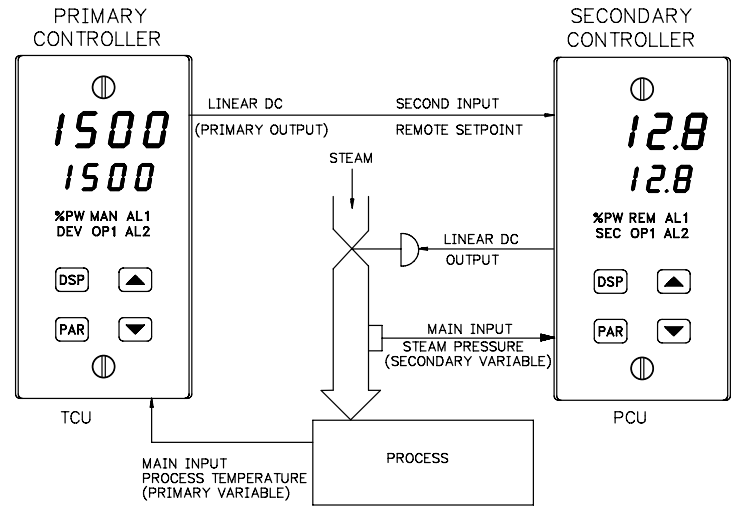 PRIMARY
CONTROLLER
SECONDARY
CONTROLLER
1500
1500
%PW MAN AL1
DEV OP1 AL2
DSP
PAR
TCU
LINEAR DC
(PRIMARY OUTPUT)
SECOND INPUT
REMOTE SETPOINT
STEAM
LINEAR DC
OUTPUT
MAIN INPUT
STEAM PRESSURE
(SECONDARY VARIABLE)
12.8
12.8
%PW REM AL1
SEC OP1 AL2
DSP
PAR
PCU
MAIN INPUT
PROCESS TEMPERATURE
(PRIMARY VARIABLE)
PROCESS